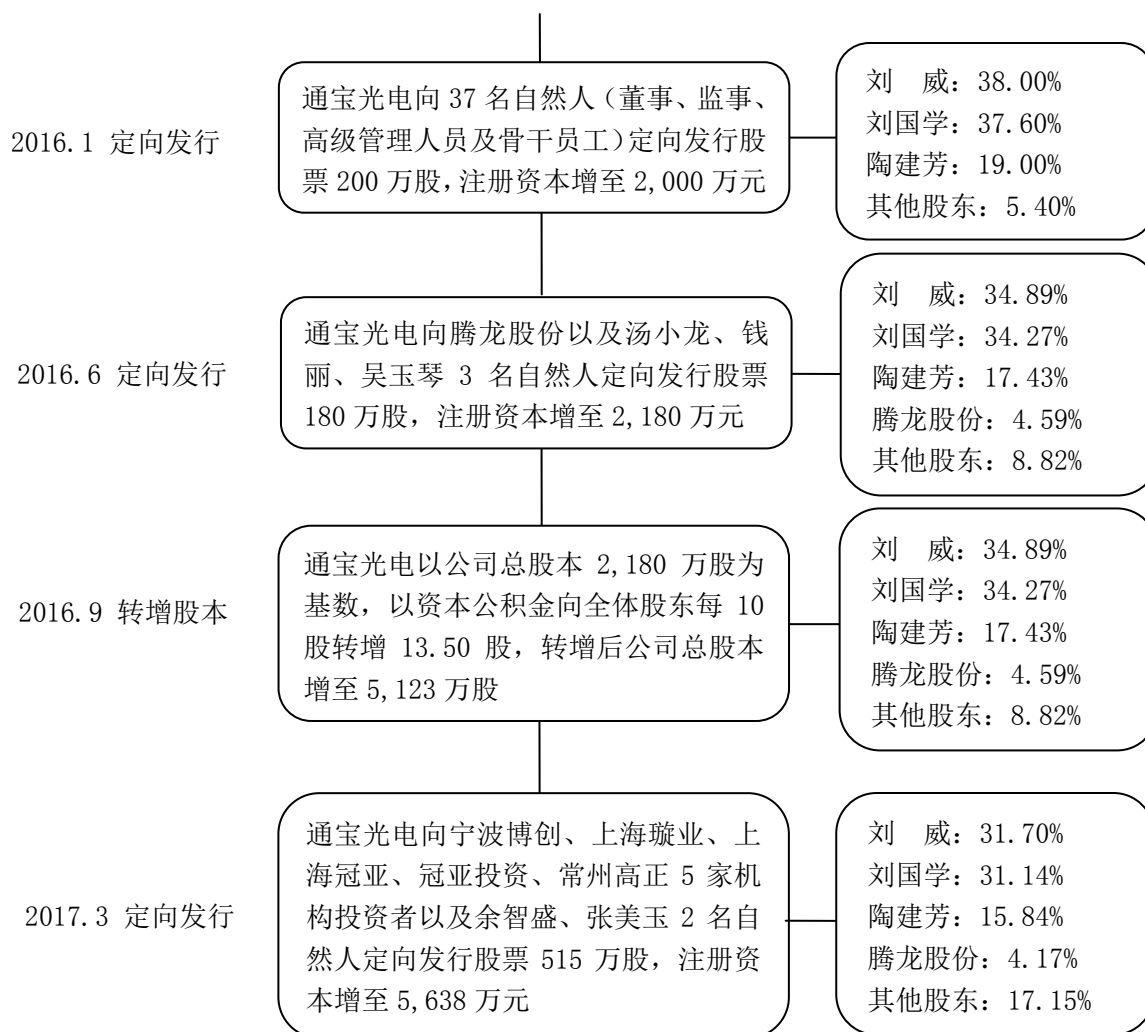 2016.1 定向发行
通宝光电向 37 名自然人（董事、监事、
高级管理人员及骨干员工）定向发行股
票 200 万股，注册资本增至 2,000 万元
刘　威：38.00%
刘国学：37.60%
陶建芳：19.00%
其他股东：5.40%
2016.6 定向发行
通宝光电向腾龙股份以及汤小龙、钱
丽、吴玉琴 3 名自然人定向发行股票
180 万股，注册资本增至 2,180 万元
刘　威：34.89%
刘国学：34.27%
陶建芳：17.43%
腾龙股份：4.59%
其他股东：8.82%
2016.9 转增股本
通宝光电以公司总股本 2,180 万股为
基数，以资本公积金向全体股东每 10
股转增 13.50 股，转增后公司总股本
增至 5,123 万股
刘　威：34.89%
刘国学：34.27%
陶建芳：17.43%
腾龙股份：4.59%
其他股东：8.82%
2017.3 定向发行
通宝光电向宁波博创、上海璇业、上
海冠亚、冠亚投资、常州高正 5 家机
构投资者以及余智盛、张美玉 2 名自
然人定向发行股票 515 万股，注册资
本增至 5,638 万元
刘　威：31.70%
刘国学：31.14%
陶建芳：15.84%
腾龙股份：4.17%
其他股东：17.15%